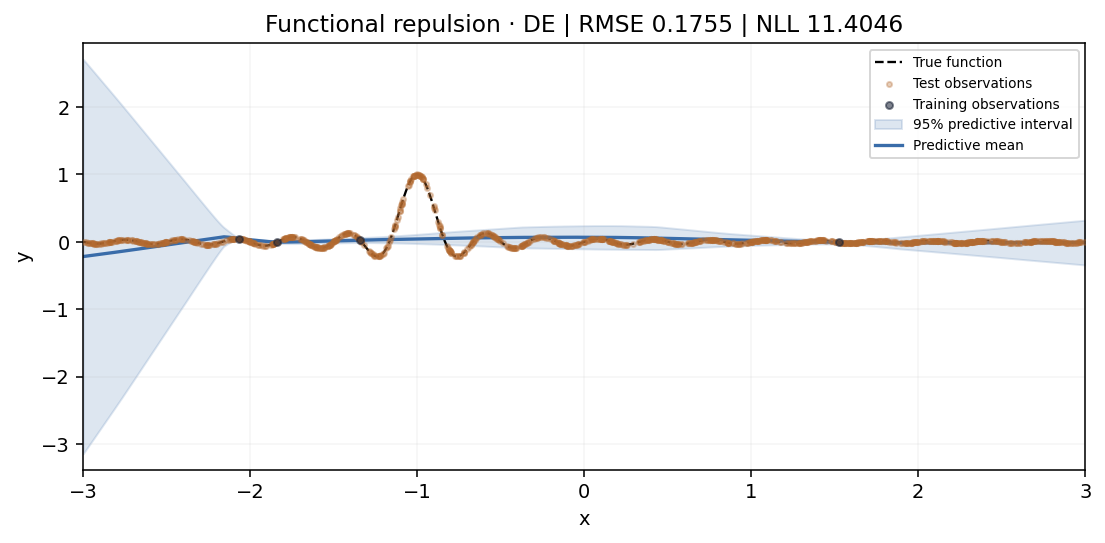 Functional repulsion · DE | RMSE 0.1755 | NLL 11.4046
True function
Test observations
Training observations
95% predictive interval
Predictive mean
y
2
1
0
−1
−2
−3
−3 −2 −1 0 1 2 3
x